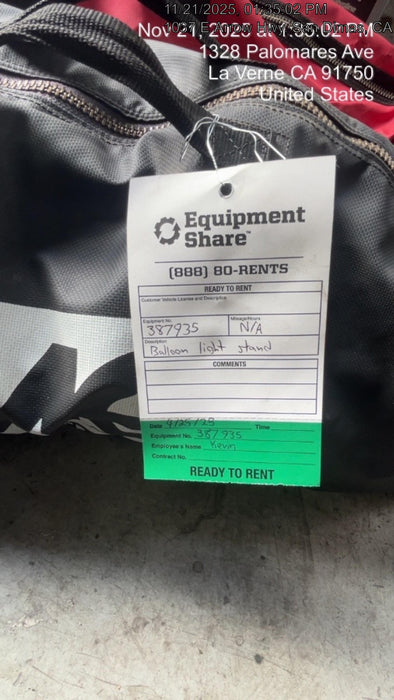 11.21.2025, 01:35:02 PM
Nov 21, 2025 at 1:35:02 PM
1328 Palomares Ave
La Verne CA 91750
United States
Equipment
Share™
(888) 80-RENTS
READY TO RENT
Customer Vehicle License and Description
Equipment No.
387935
Mileage/Hours
N/A
Description
Balloon light stand
COMMENTS
Date
Time
Equipment No. 387935
Employee's Name Kevin
Contract No.
READY TO RENT